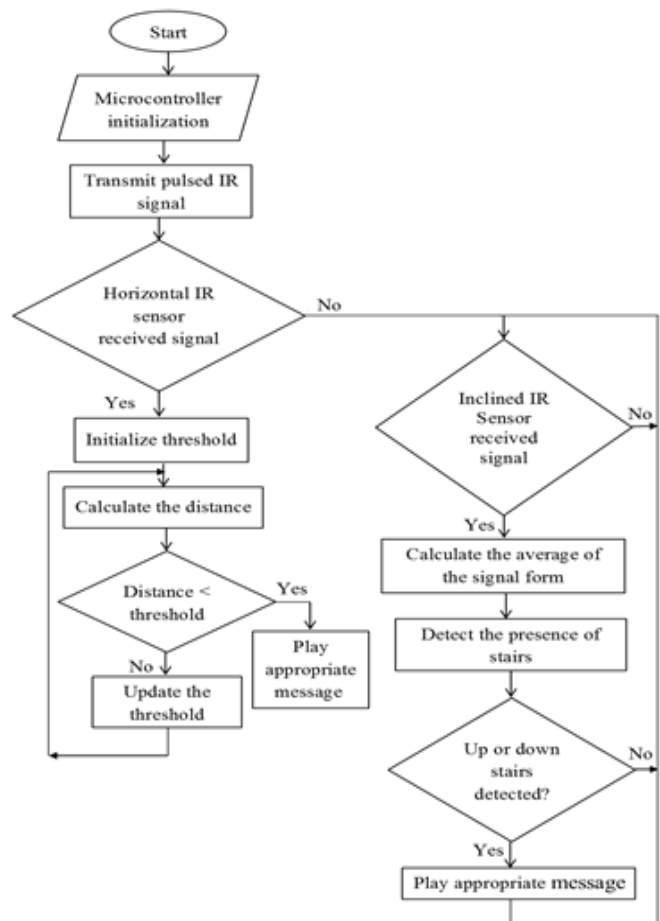 Start
Microcontroller
initialization
Transmit pulsed IR
signal
Horizontal IR
sensor
received signal
No
Yes
Initialize threshold
Calculate the distance
Distance <
threshold
Yes
Play
appropriate
message
No
Update the
threshold
Inclined IR
Sensor
received
signal
No
Yes
Calculate the average of
the signal form
Detect the presence of
stairs
Up or down
stairs
detected?
No
Yes
Play appropriate message